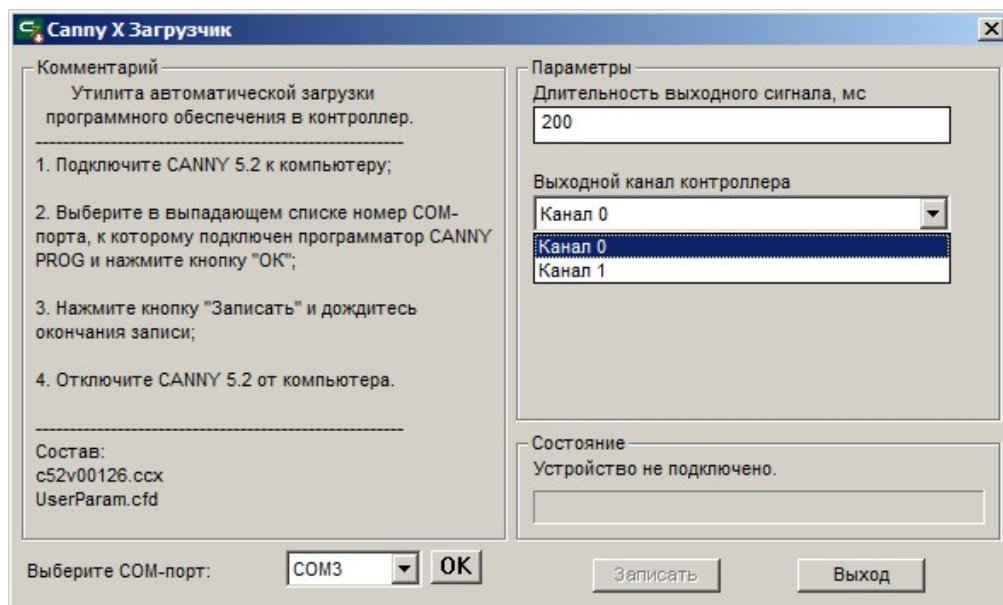 Canny X Загрузчик
Комментарий
Утилита автоматической загрузки
программного обеспечения в контроллер.
-----------------------------------------------------
1. Подключите CANNY 5.2 к компьютеру;
2. Выберите в выпадающем списке номер COM-
порта, к которому подключен программатор CANNY
PROG и нажмите кнопку "ОК";
3. Нажмите кнопку "Записать" и дождитесь
окончания записи;
4. Отключите CANNY 5.2 от компьютера.
-----------------------------------------------------
Состав:
c52v00126.ccx
UserParam.cfd
Параметры
Длительность выходного сигнала, мс
200
Выходной канал контроллера
Канал 0
Канал 0
Канал 1
Состояние
Устройство не подключено.
Выберите COM-порт:
COM3
OK
Записать
Выход